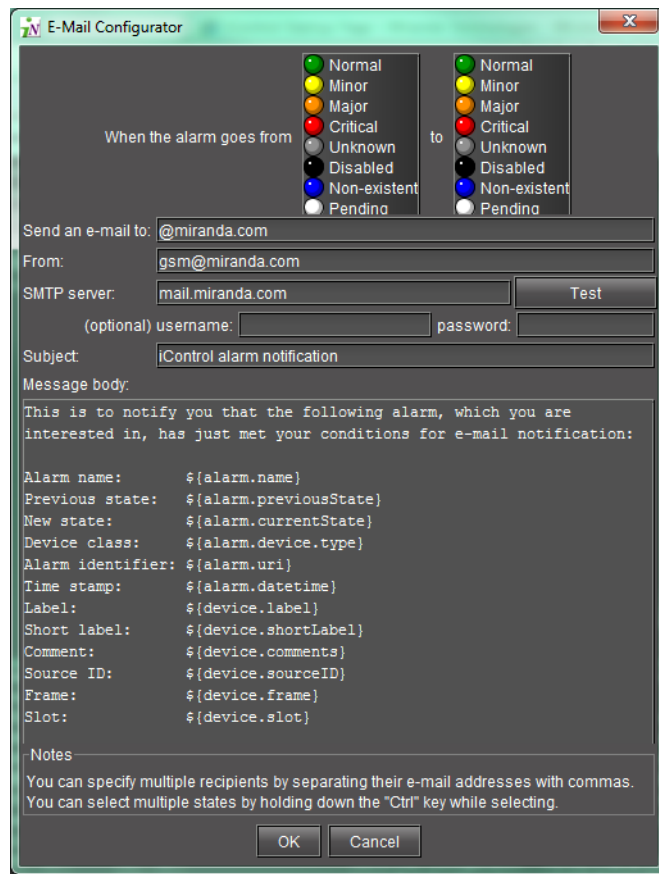 iN E-Mail Configurator
When the alarm goes from
Normal
Minor
Major
Critical
Unknown
Disabled
Non-existent
Pending
to
Normal
Minor
Major
Critical
Unknown
Disabled
Non-existent
Pending
Send an e-mail to: @miranda.com
From: gsm@miranda.com
SMTP server: mail.miranda.com Test
(optional) username: password:
Subject: iControl alarm notification
Message body:
This is to notify you that the following alarm, which you are
interested in, has just met your conditions for e-mail notification:
Alarm name: ${alarm.name}
Previous state: ${alarm.previousState}
New state: ${alarm.currentState}
Device class: ${alarm.device.type}
Alarm identifier: ${alarm.uri}
Time stamp: ${alarm.datetime}
Label: ${device.label}
Short label: ${device.shortLabel}
Comment: ${device.comments}
Source ID: ${device.sourceID}
Frame: ${device.frame}
Slot: ${device.slot}
Notes
You can specify multiple recipients by separating their e-mail addresses with commas.
You can select multiple states by holding down the "Ctrl" key while selecting.
OK Cancel